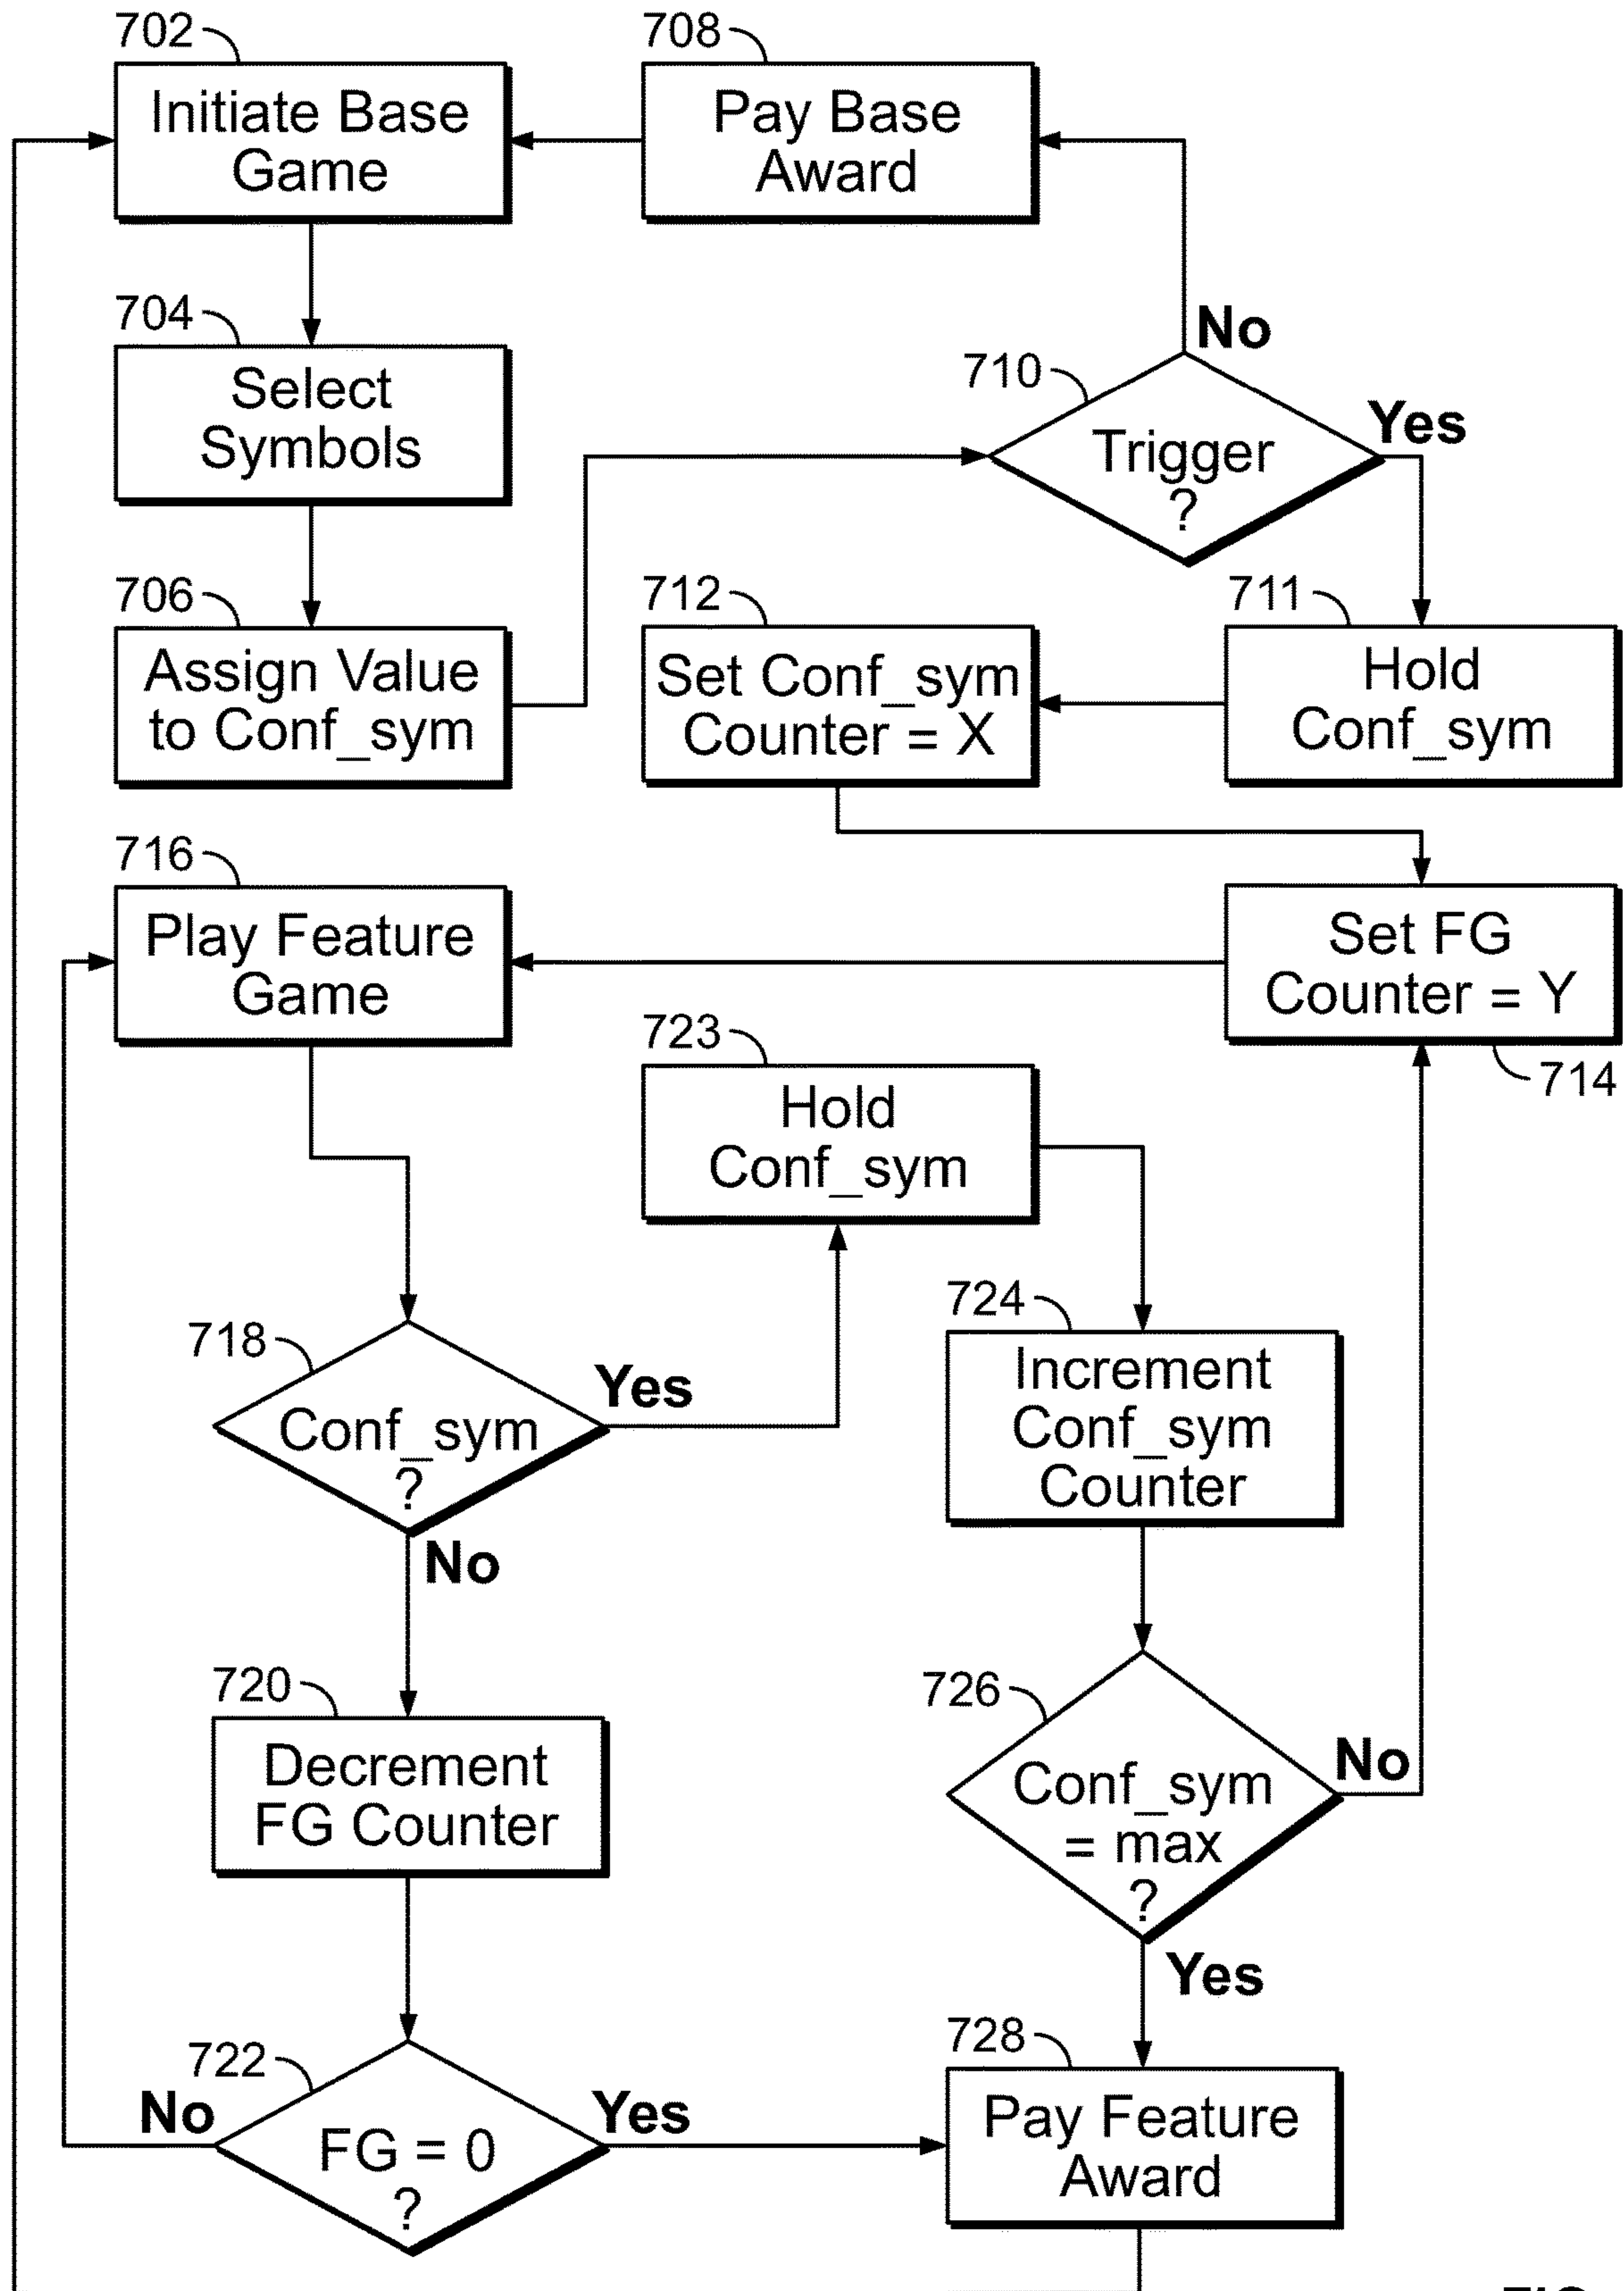 702
Initiate Base
Game
708
Pay Base
Award
704
Select
Symbols
No
710
Trigger
?
Yes
706
Assign Value
to Conf_sym
712
Set Conf_sym
Counter = X
711
Hold
Conf_sym
716
Play Feature
Game
Set FG
Counter = Y
714
723
Hold
Conf_sym
718
Conf_sym
?
Yes
No
724
Increment
Conf_sym
Counter
720
Decrement
FG Counter
726
Conf_sym
= max
?
No
Yes
722
No
FG = 0
?
Yes
728
Pay Feature
Award